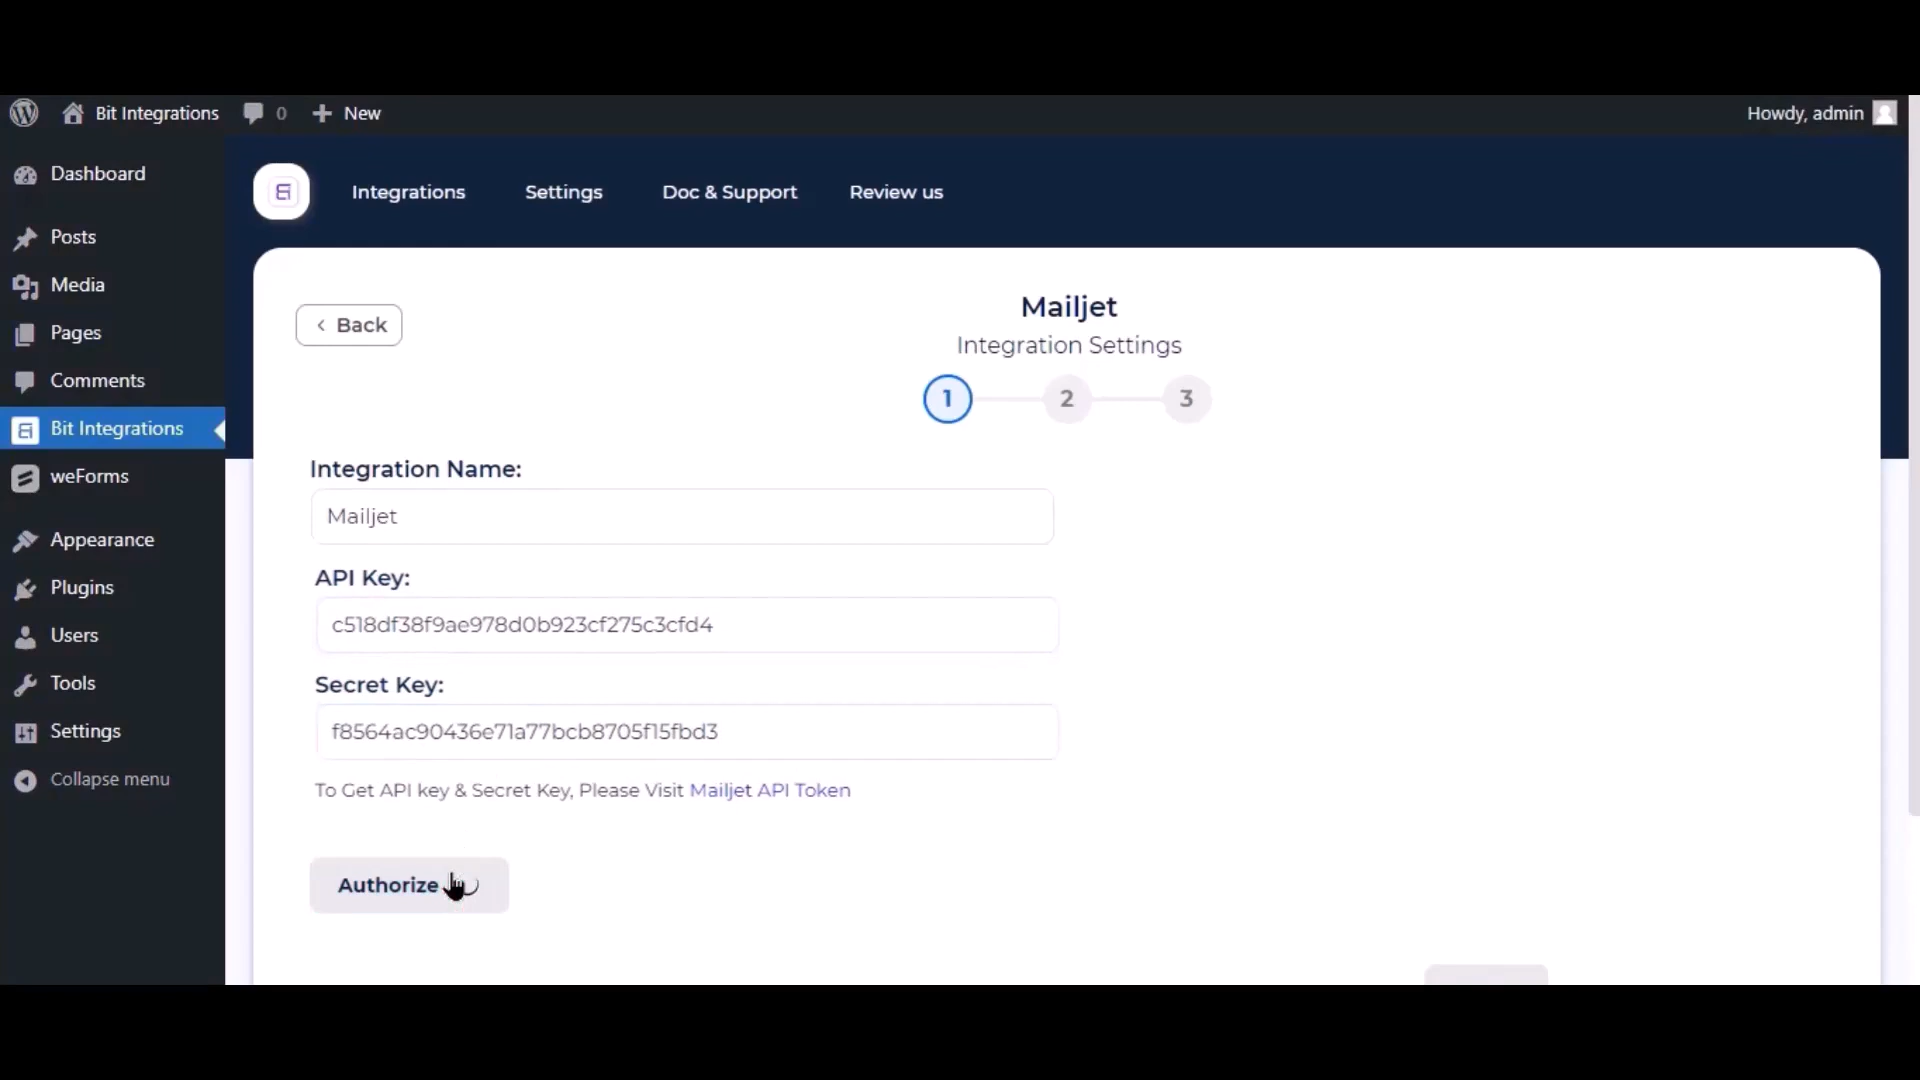 Bit Integrations 0 New Howdy, admin
Dashboard
Posts
Media
Pages
Comments
Bit Integrations
weForms
Appearance
Plugins
Users
Tools
Settings
Collapse menu
Integrations Settings Doc & Support Review us
Back
Mailjet
Integration Settings
1 2 3
Integration Name:
Mailjet
API Key:
c518df38f9ae978d0b923cf275c3cfd4
Secret Key:
f8564ac90436e71a77bcb8705f15fbd3
To Get API key & Secret Key, Please Visit Mailjet API Token
Authorize